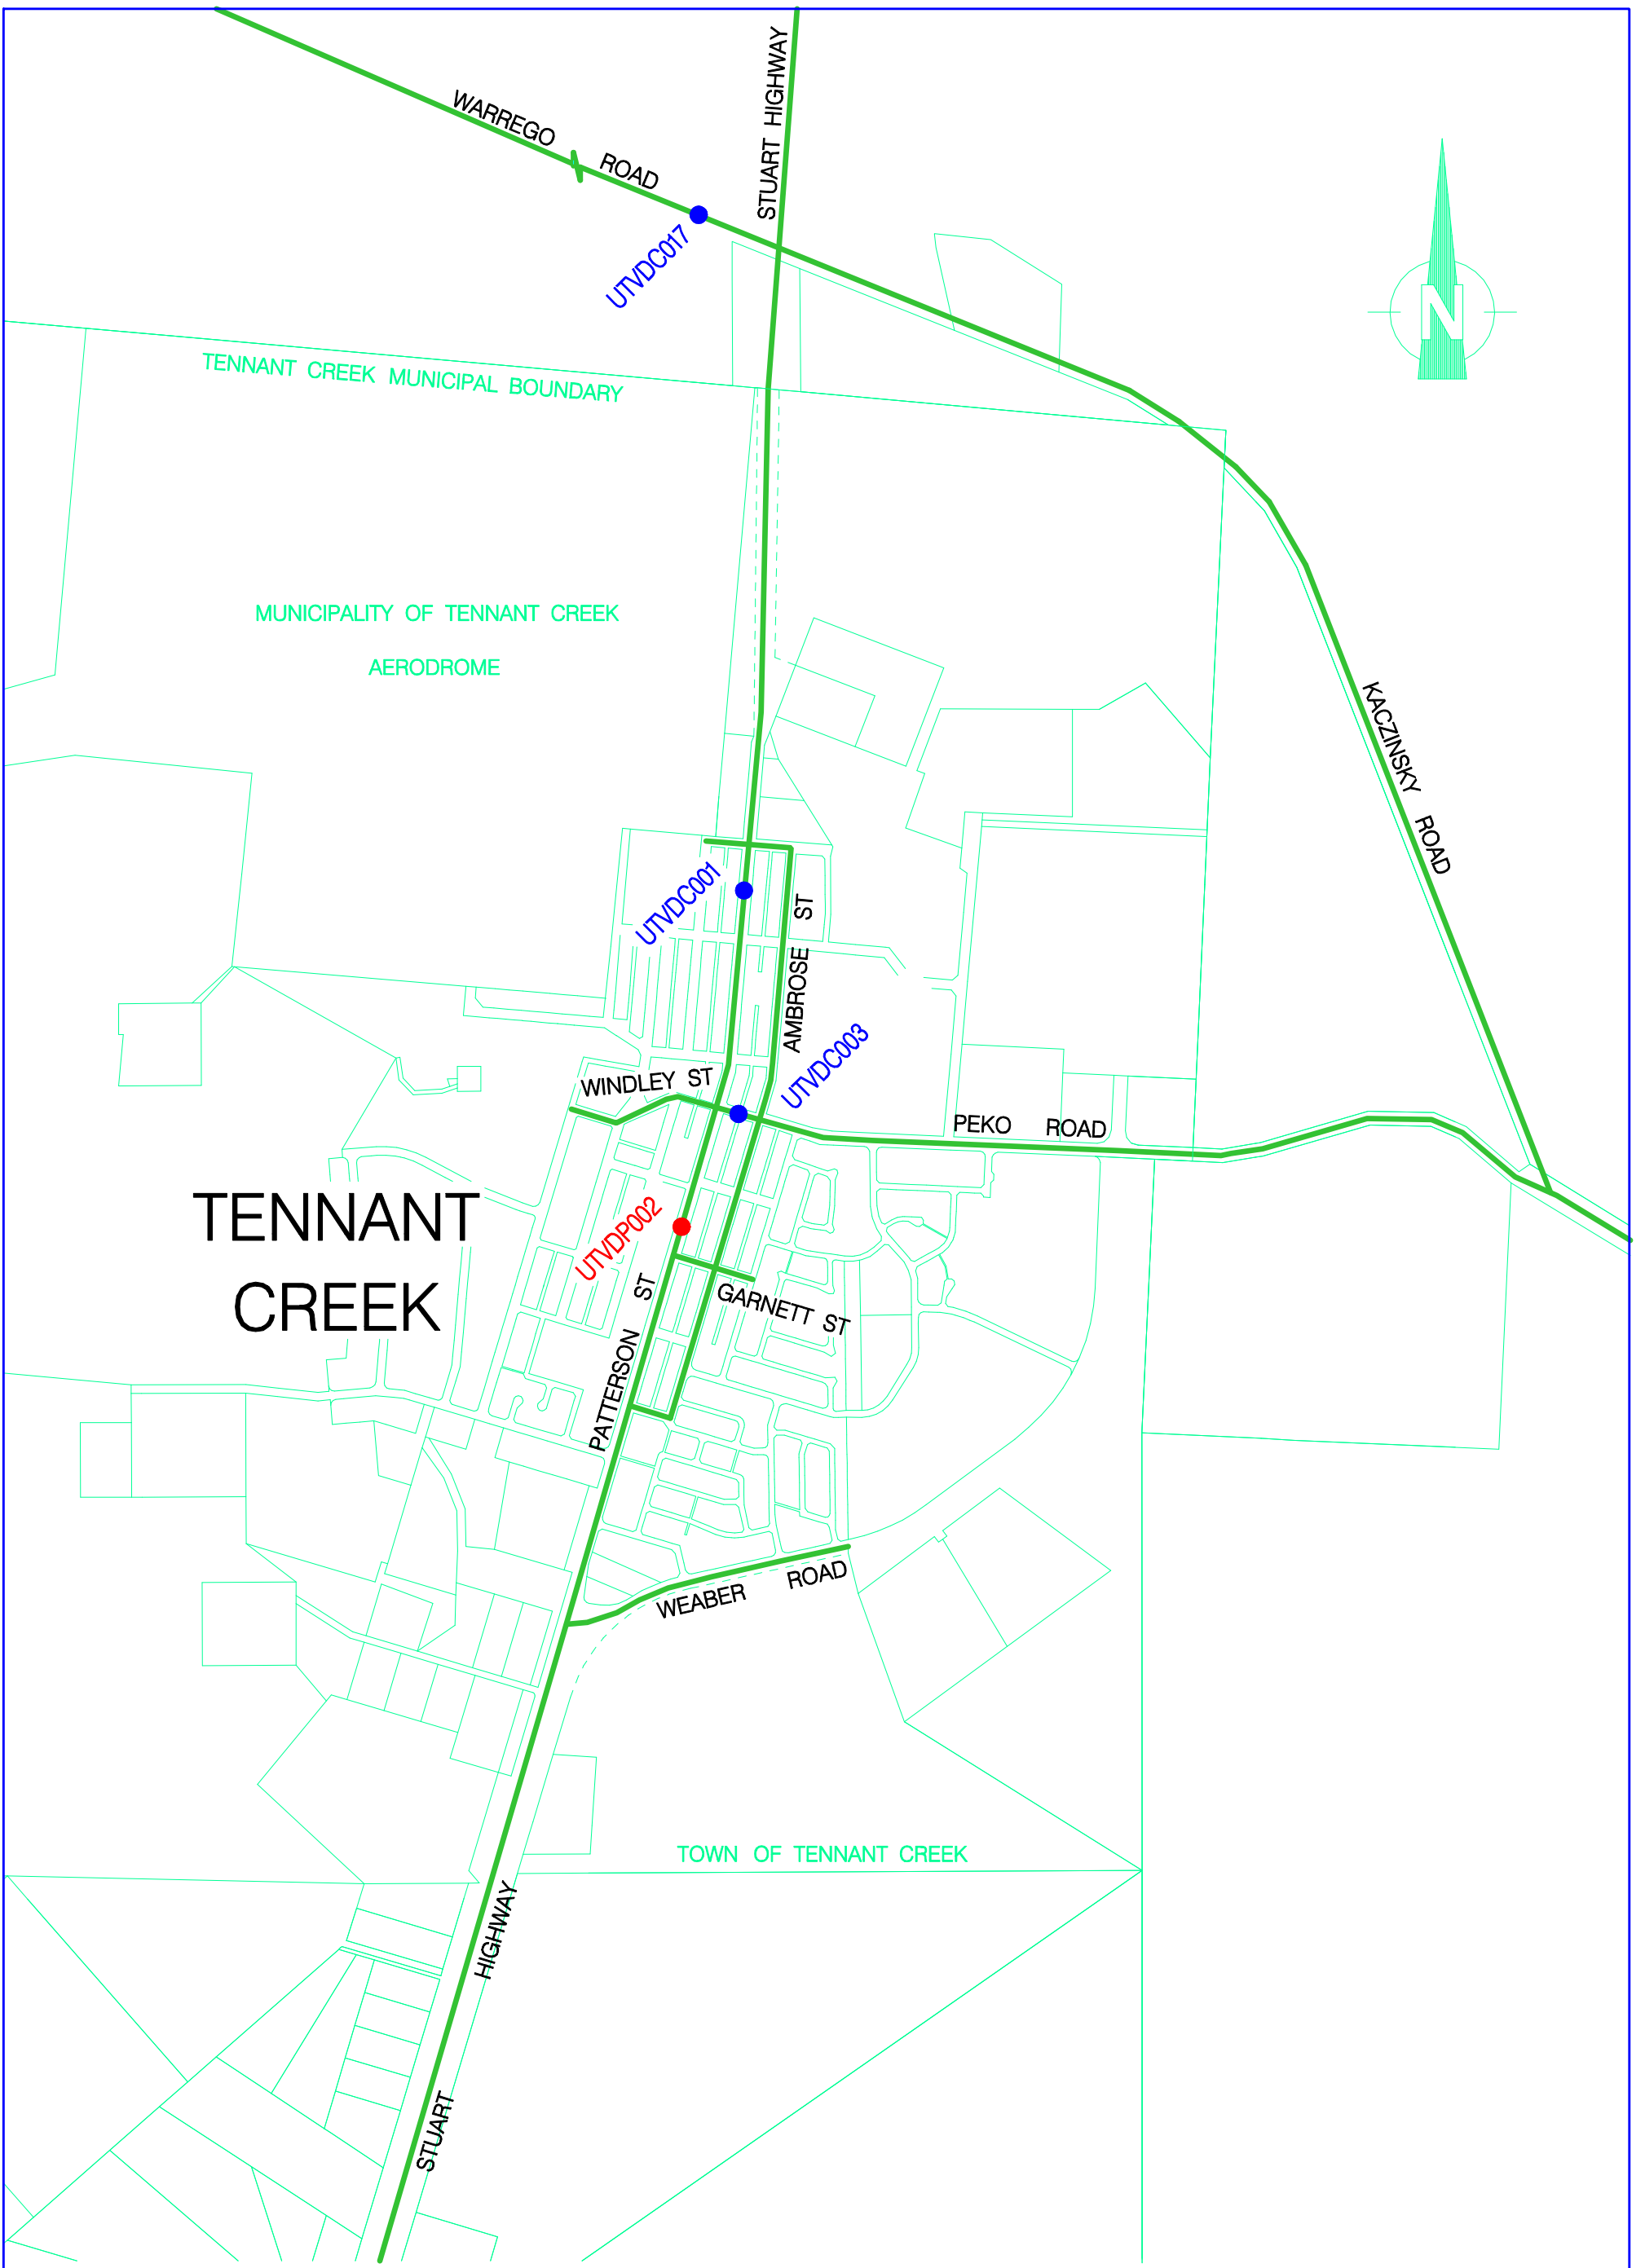 STUART HIGHWAY
WARREGO ROAD
UTVDC017
N
TENNANT CREEK MUNICIPAL BOUNDARY
MUNICIPALITY OF TENNANT CREEK
AERODROME
KACZINSKY ROAD
UTVDC001
AMBROSE ST
UTVDC003
WINDLEY ST
PEKO ROAD
TENNANT
CREEK
UTVDP002
GARNETT ST
PATTERSON ST
WEABER ROAD
TOWN OF TENNANT CREEK
STUART HIGHWAY